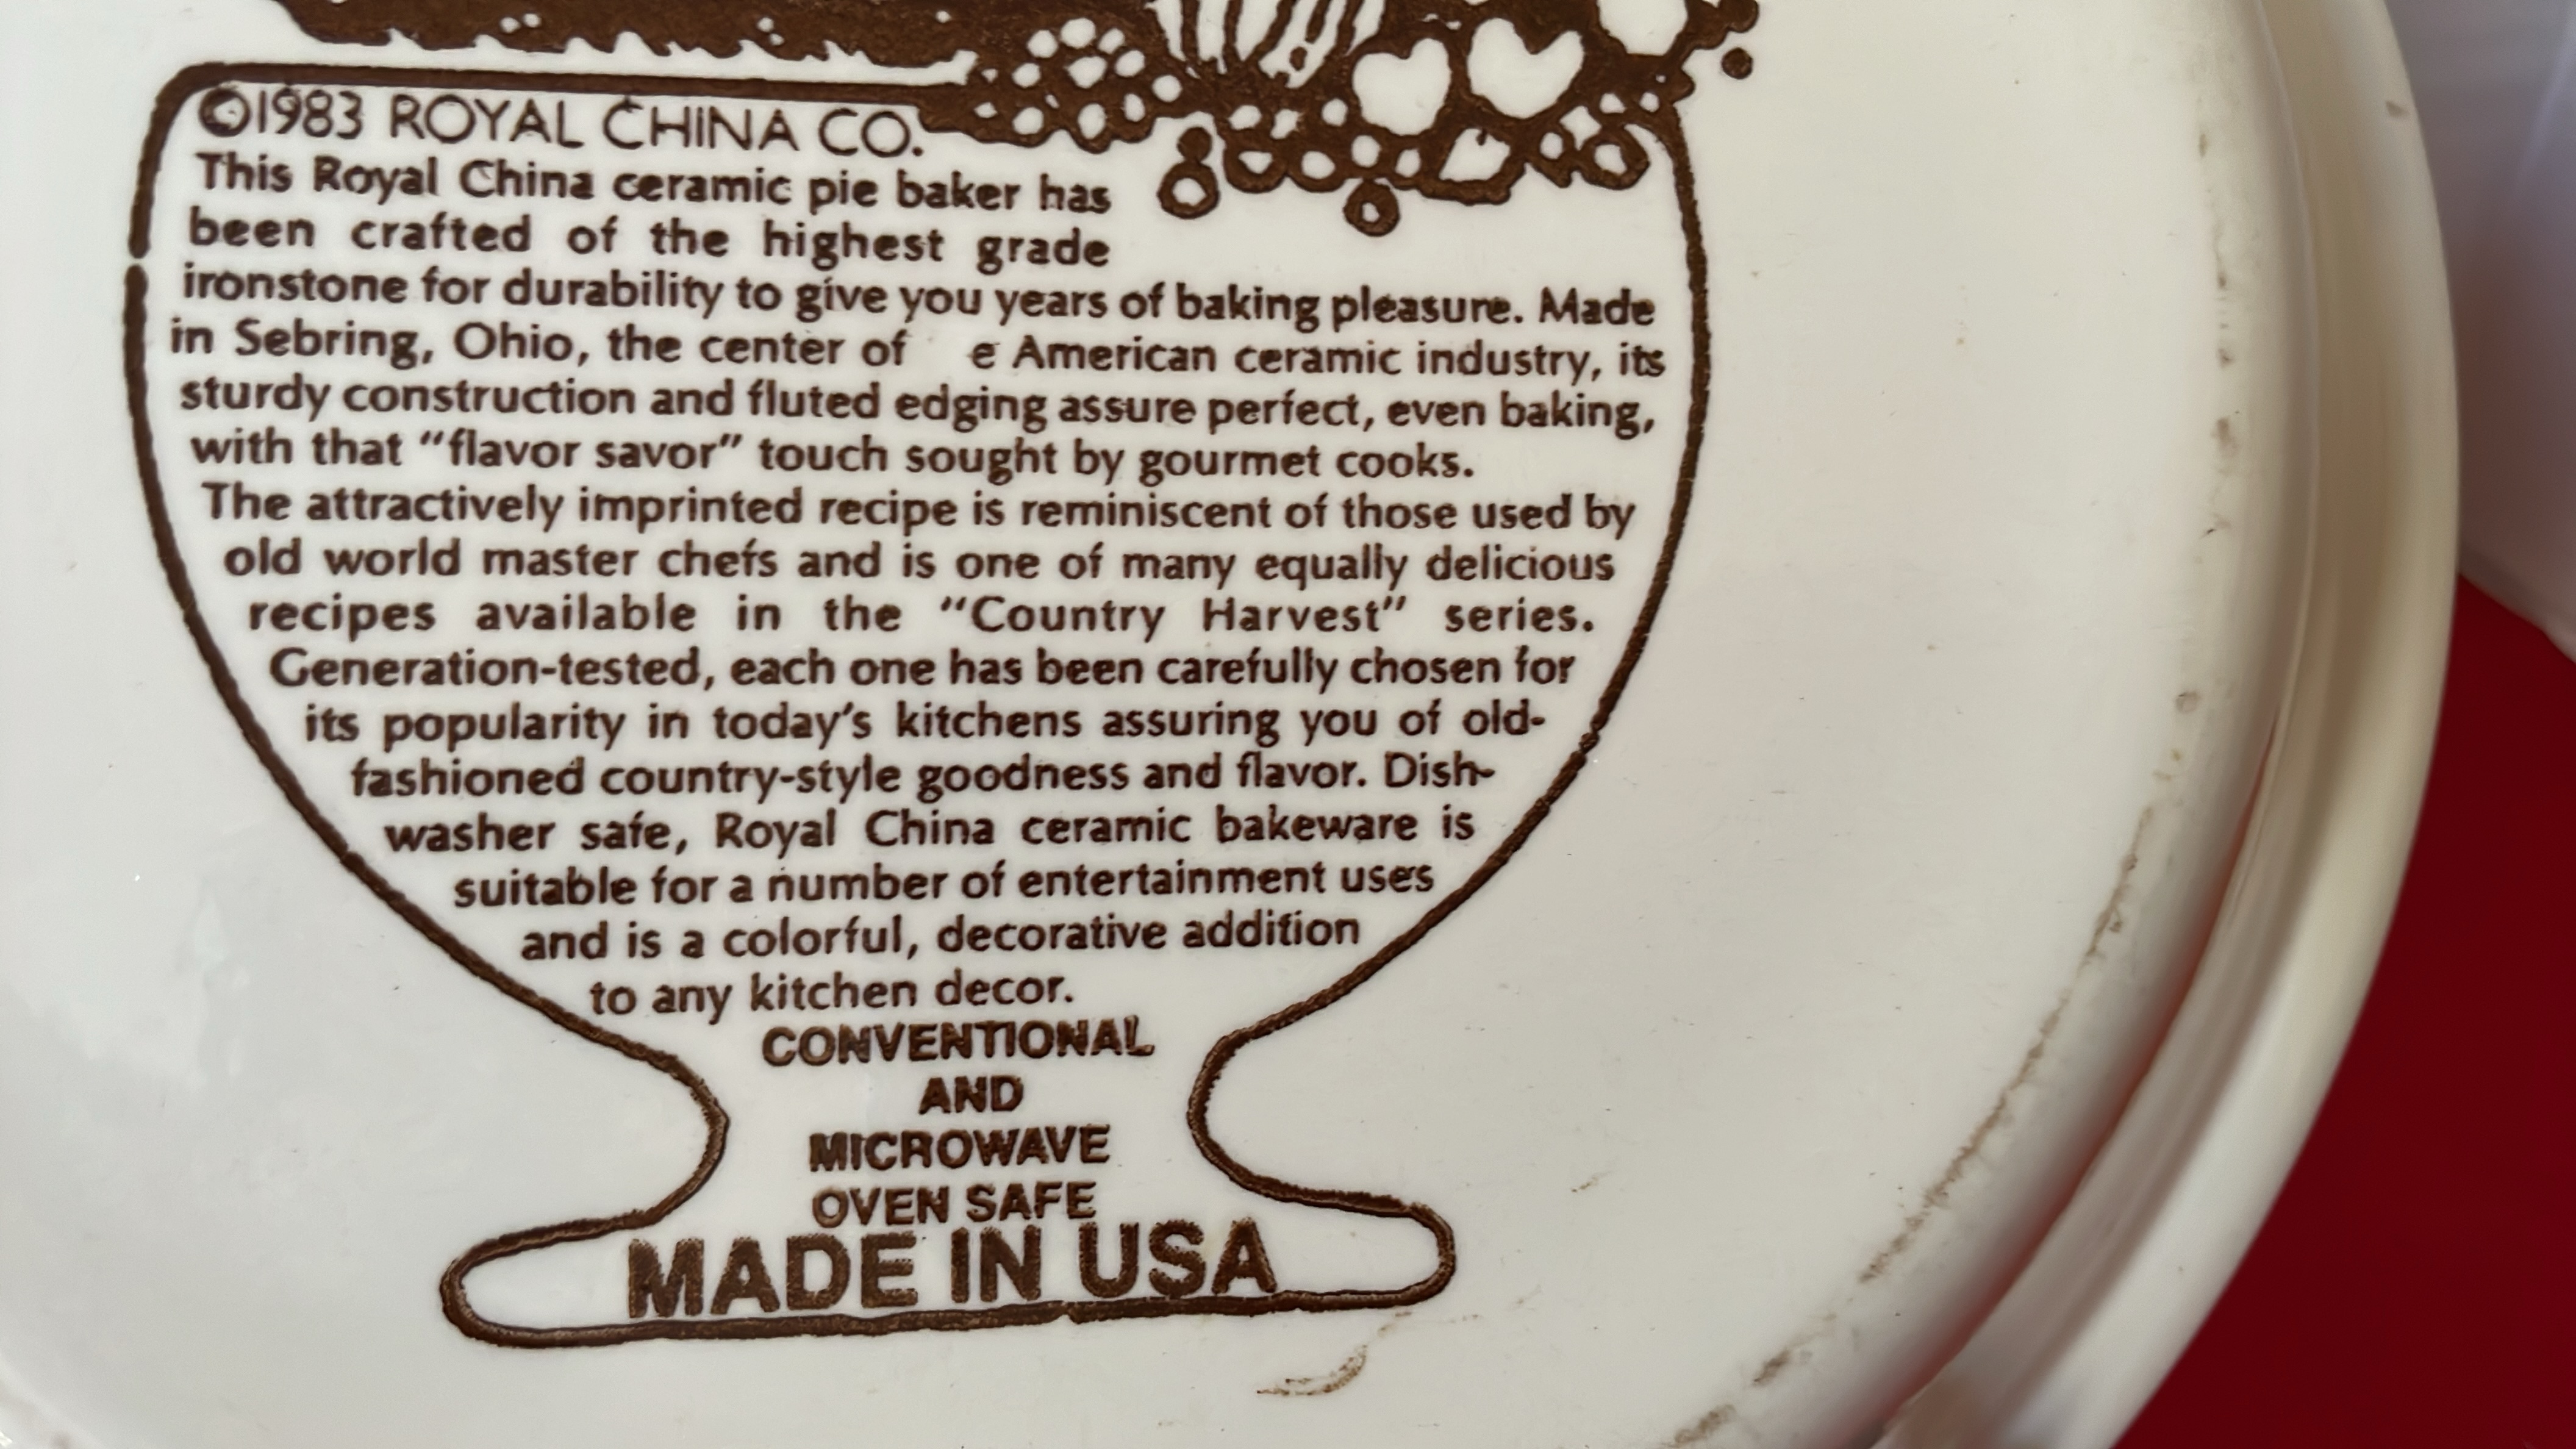 ©1983 ROYAL CHINA CO.
This Royal China ceramic pie baker has
been crafted of the highest grade
ironstone for durability to give you years of baking pleasure. Made
in Sebring, Ohio, the center of e American ceramic industry, its
sturdy construction and fluted edging assure perfect, even baking,
with that “flavor savor” touch sought by gourmet cooks.
The attractively imprinted recipe is reminiscent of those used by
old world master chefs and is one of many equally delicious
recipes available in the “Country Harvest” series.
Generation-tested, each one has been carefully chosen for
its popularity in today's kitchens assuring you of old-
fashioned country-style goodness and flavor. Dish-
washer safe, Royal China ceramic bakeware is
suitable for a number of entertainment uses
and is a colorful, decorative addition
to any kitchen decor.
CONVENTIONAL
AND
MICROWAVE
OVEN SAFE
MADE IN USA